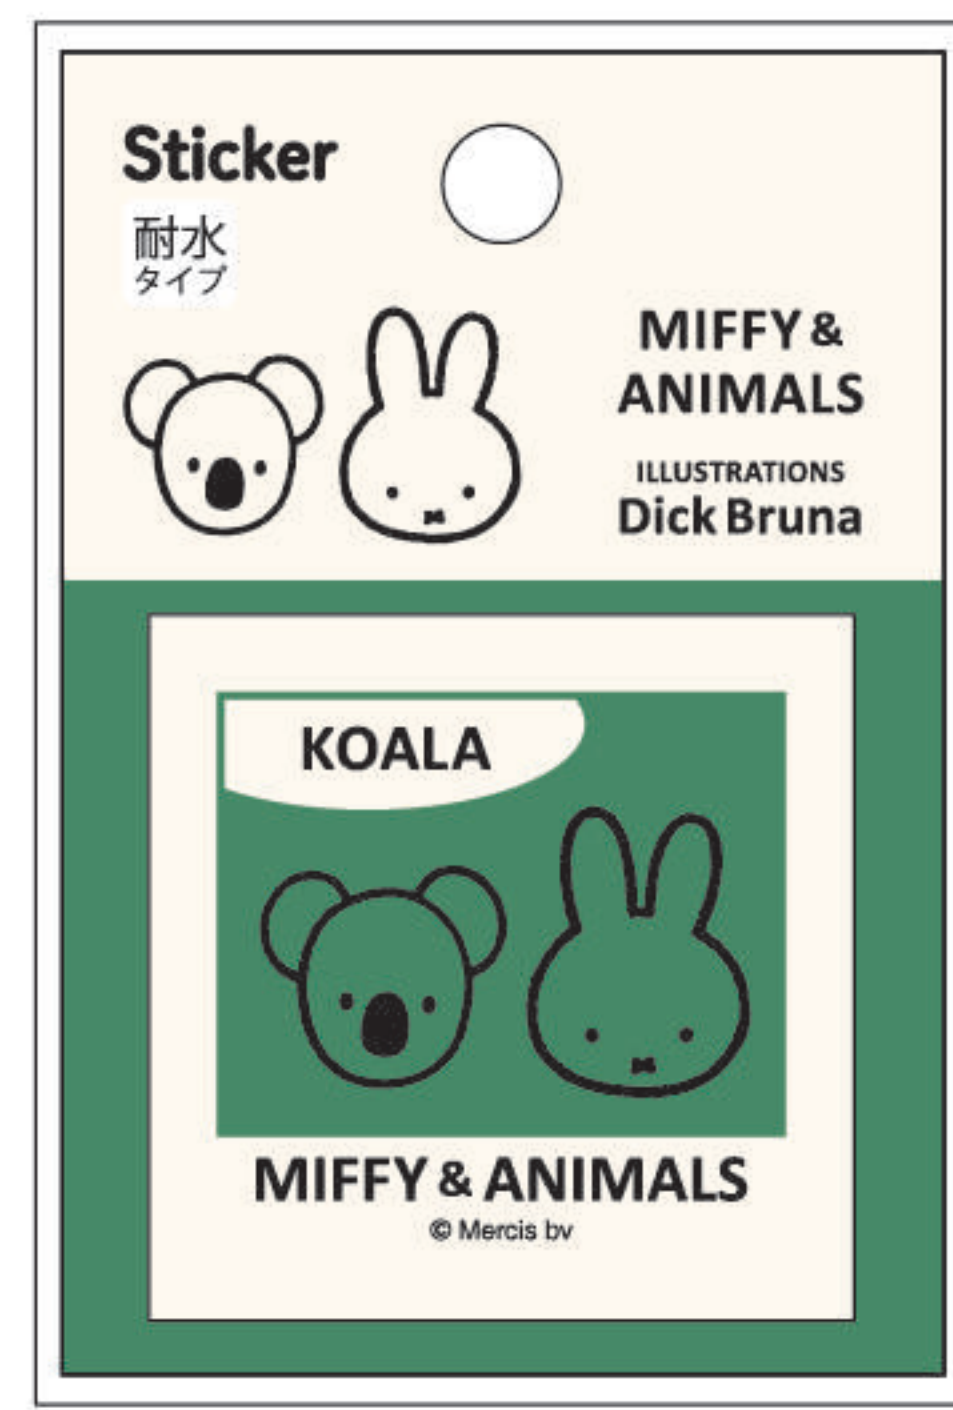 Sticker
耐水
タイプ
MIFFY &
ANIMALS
ILLUSTRATIONS
Dick Bruna
KOALA
MIFFY & ANIMALS
© Mercis bv